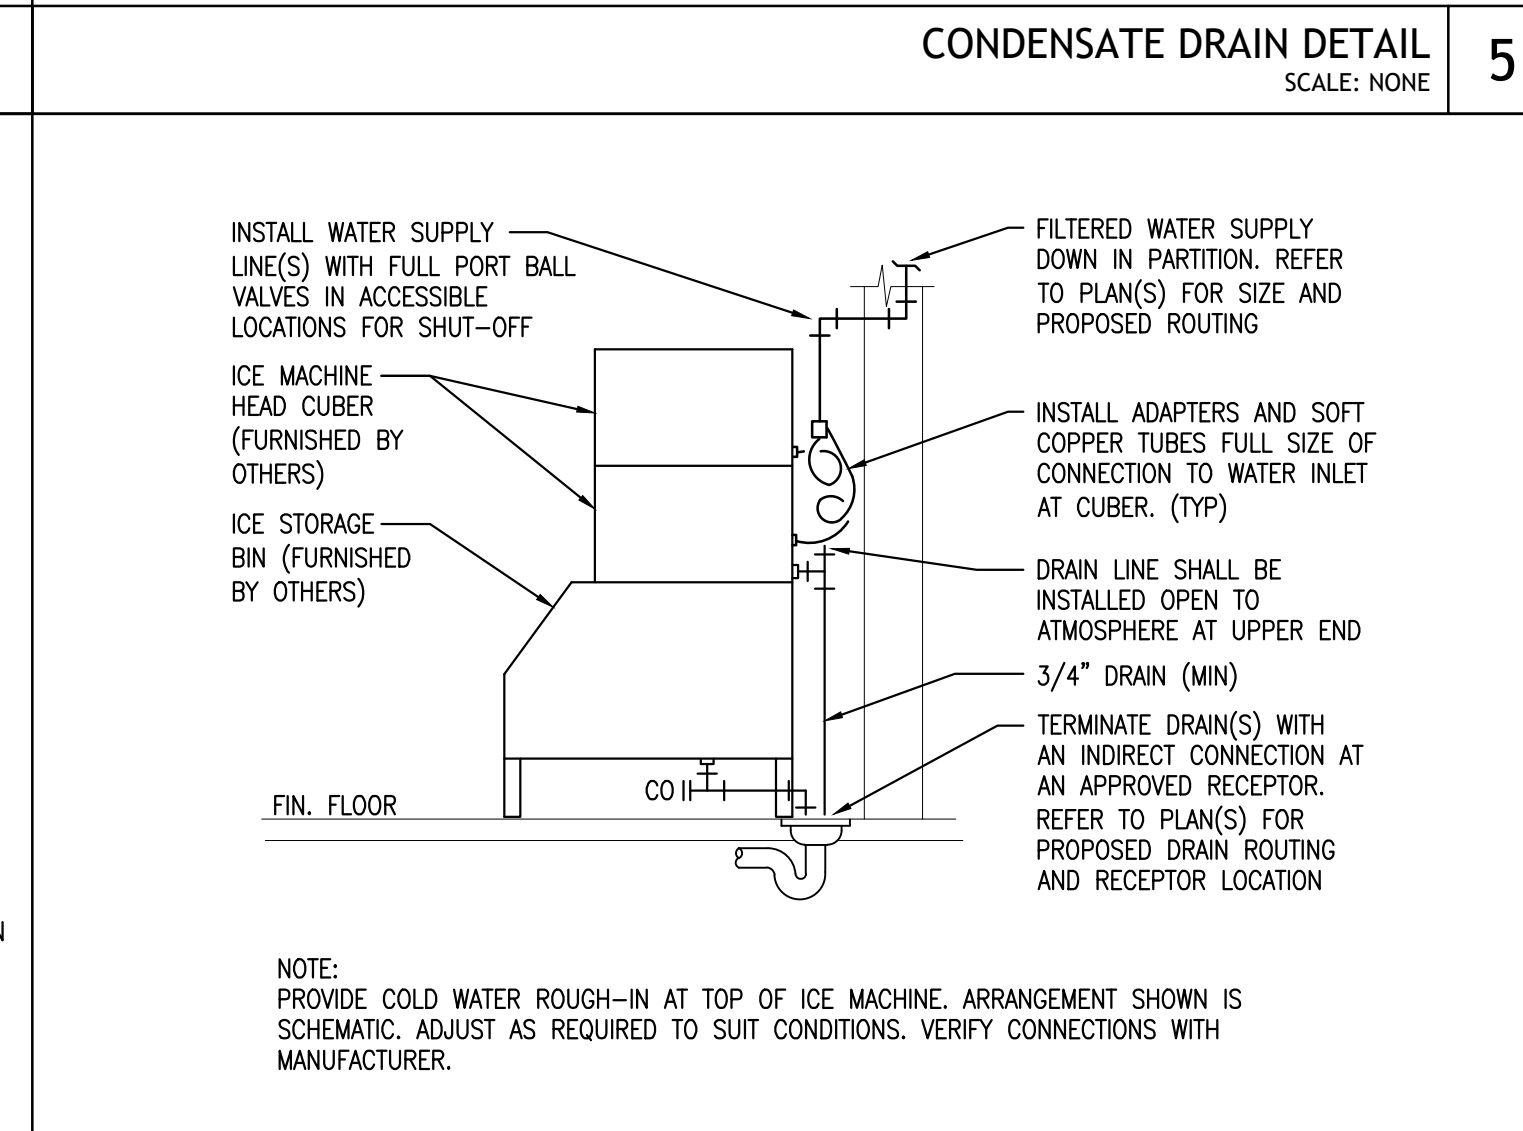 CONDENSATE DRAIN DETAIL
SCALE: NONE
5
INSTALL WATER SUPPLY
LINE(S) WITH FULL PORT BALL
VALVES IN ACCESSIBLE
LOCATIONS FOR SHUT-OFF
ICE MACHINE
HEAD CUBER
(FURNISHED BY
OTHERS)
ICE STORAGE
BIN (FURNISHED
BY OTHERS)
FILTERED WATER SUPPLY
DOWN IN PARTITION. REFER
TO PLAN(S) FOR SIZE AND
PROPOSED ROUTING
INSTALL ADAPTERS AND SOFT
COPPER TUBES FULL SIZE OF
CONNECTION TO WATER INLET
AT CUBER. (TYP)
DRAIN LINE SHALL BE
INSTALLED OPEN TO
ATMOSPHERE AT UPPER END
3/4" DRAIN (MIN)
TERMINATE DRAIN(S) WITH
AN INDIRECT CONNECTION AT
AN APPROVED RECEPTOR.
REFER TO PLAN(S) FOR
PROPOSED DRAIN ROUTING
AND RECEPTOR LOCATION
CO
FIN. FLOOR
N
NOTE:
PROVIDE COLD WATER ROUGH-IN AT TOP OF ICE MACHINE. ARRANGEMENT SHOWN IS
SCHEMATIC. ADJUST AS REQUIRED TO SUIT CONDITIONS. VERIFY CONNECTIONS WITH
MANUFACTURER.